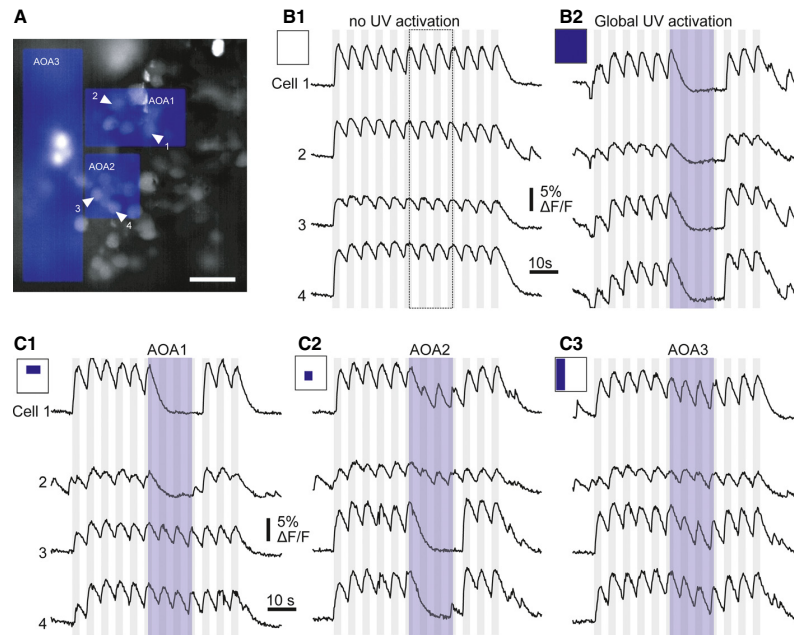 A
AOA3
2
AOA1
1
AOA2
3
4
B1
no UV activation
Cell 1
2
3
4
5%
ΔF/F
10s
B2
Global UV activation
C1
AOA1
Cell 1
2
3
4
5%
ΔF/F
10 s
C2
AOA2
C3
AOA3